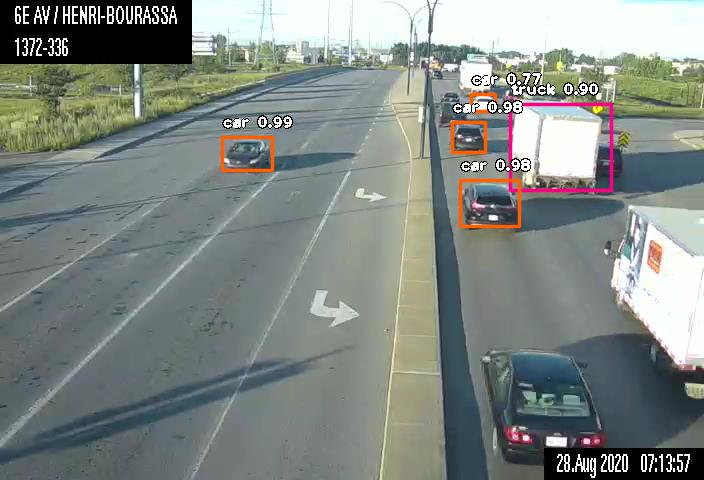 6E AV / HENRI-BOURASSA
1372-336
car 0.77
truck 0.90
car 0.98
car 0.99
car 0.98
28.Aug 2020 07:13:57